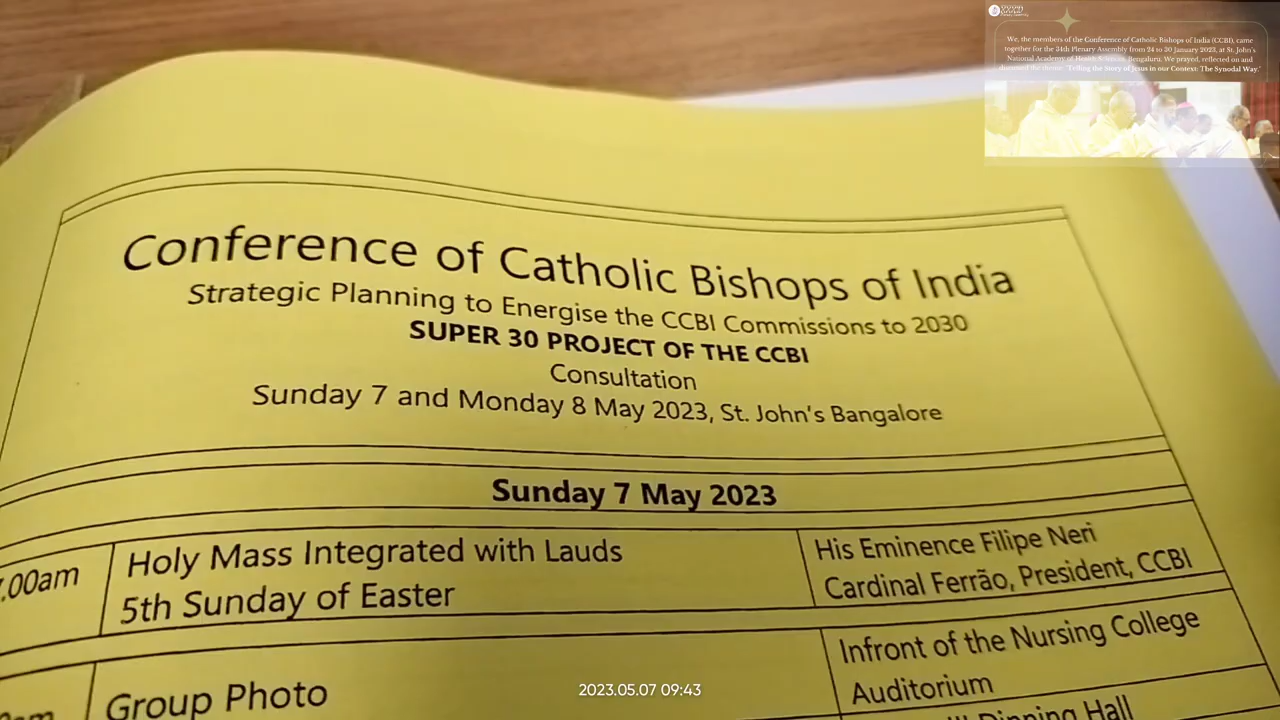 We, the members of the Conference of Catholic Bishops of India (CCBI), came
together for the 34th Plenary Assembly from 24 to 30 January 2023, at St. John's
National Academy of Health Sciences, Bengaluru. We prayed, reflected on and
discussed the theme: "Telling the Story of Jesus in our Context: The Synodal Way."
Conference of Catholic Bishops of India
Strategic Planning to Energise the CCBI Commissions to 2030
SUPER 30 PROJECT OF THE CCBI
Consultation
Sunday 7 and Monday 8 May 2023, St. John's Bangalore
Sunday 7 May 2023
.00am
Holy Mass Integrated with Lauds
5th Sunday of Easter
His Eminence Filipe Neri
Cardinal Ferrão, President, CCBI
Group Photo
Infront of the Nursing College
Auditorium
Dinning Hall
2023.05.07 09:43